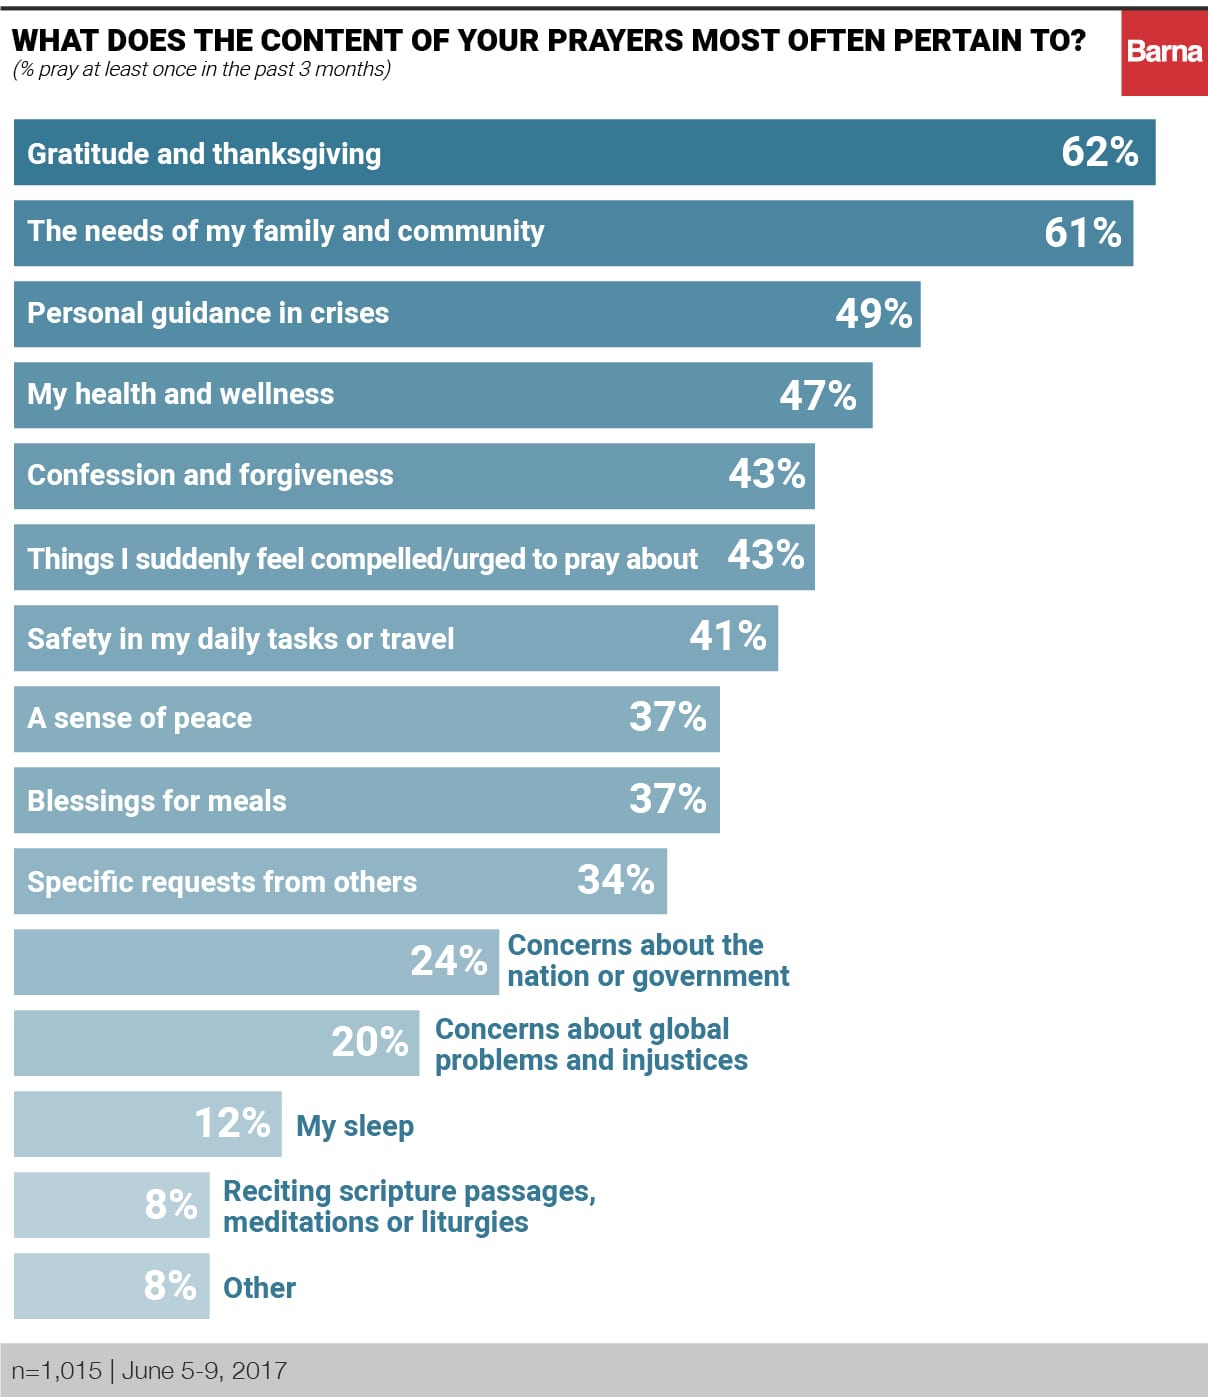 WHAT DOES THE CONTENT OF YOUR PRAYERS MOST OFTEN PERTAIN TO?
(% pray at least once in the past 3 months)
Barna
Gratitude and thanksgiving 62%
The needs of my family and community 61%
Personal guidance in crises 49%
My health and wellness 47%
Confession and forgiveness 43%
Things I suddenly feel compelled/urged to pray about 43%
Safety in my daily tasks or travel 41%
A sense of peace 37%
Blessings for meals 37%
Specific requests from others 34%
24% Concerns about the
nation or government
20% Concerns about global
problems and injustices
12% My sleep
8% Reciting scripture passages,
meditations or liturgies
8% Other
n=1,015 | June 5-9, 2017